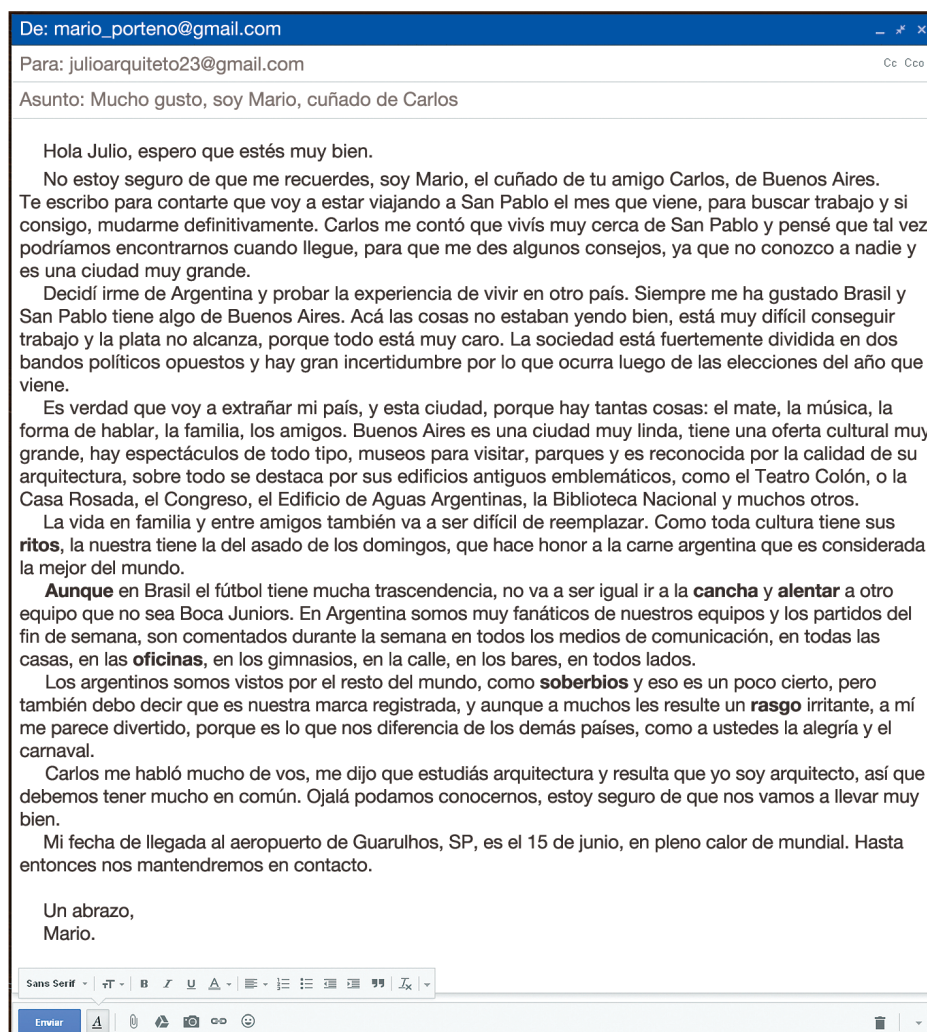 De: mario_porteno@gmail.com
Para: julioarquiteto23@gmail.com
Cc Cco
Asunto: Mucho gusto, soy Mario, cuñado de Carlos
Hola Julio, espero que estés muy bien.
No estoy seguro de que me recuerdes, soy Mario, el cuñado de tu amigo Carlos, de Buenos Aires.
Te escribo para contarte que voy a estar viajando a San Pablo el mes que viene, para buscar trabajo y si
consigo, mudarme definitivamente. Carlos me contó que vivís muy cerca de San Pablo y pensé que tal vez
podríamos encontrarnos cuando llegue, para que me des algunos consejos, ya que no conozco a nadie y
es una ciudad muy grande.
Decidí irme de Argentina y probar la experiencia de vivir en otro país. Siempre me ha gustado Brasil y
San Pablo tiene algo de Buenos Aires. Acá las cosas no estaban yendo bien, está muy difícil conseguir
trabajo y la plata no alcanza, porque todo está muy caro. La sociedad está fuertemente dividida en dos
bandos políticos opuestos y hay gran incertidumbre por lo que ocurra luego de las elecciones del año que
viene.
Es verdad que voy a extrañar mi país, y esta ciudad, porque hay tantas cosas: el mate, la música, la
forma de hablar, la familia, los amigos. Buenos Aires es una ciudad muy linda, tiene una oferta cultural muy
grande, hay espectáculos de todo tipo, museos para visitar, parques y es reconocida por la calidad de su
arquitectura, sobre todo se destaca por sus edificios antiguos emblemáticos, como el Teatro Colón, o la
Casa Rosada, el Congreso, el Edificio de Aguas Argentinas, la Biblioteca Nacional y muchos otros.
La vida en familia y entre amigos también va a ser difícil de reemplazar. Como toda cultura tiene sus
ritos, la nuestra tiene la del asado de los domingos, que hace honor a la carne argentina que es considerada
la mejor del mundo.
Aunque en Brasil el fútbol tiene mucha trascendencia, no va a ser igual ir a la cancha y alentar a otro
equipo que no sea Boca Juniors. En Argentina somos muy fanáticos de nuestros equipos y los partidos del
fin de semana, son comentados durante la semana en todos los medios de comunicación, en todas las
casas, en las oficinas, en los gimnasios, en la calle, en los bares, en todos lados.
Los argentinos somos vistos por el resto del mundo, como soberbios y eso es un poco cierto, pero
también debo decir que es nuestra marca registrada, y aunque a muchos les resulte un rasgo irritante, a mí
me parece divertido, porque es lo que nos diferencia de los demás países, como a ustedes la alegría y el
carnaval.
Carlos me habló mucho de vos, me dijo que estudiás arquitectura y resulta que yo soy arquitecto, así que
debemos tener mucho en común. Ojalá podamos conocernos, estoy seguro de que nos vamos a llevar muy
bien.
Mi fecha de llegada al aeropuerto de Guarulhos, SP, es el 15 de junio, en pleno calor de mundial. Hasta
entonces nos mantendremos en contacto.
Un abrazo,
Mario.
Sans Serif
Enviar